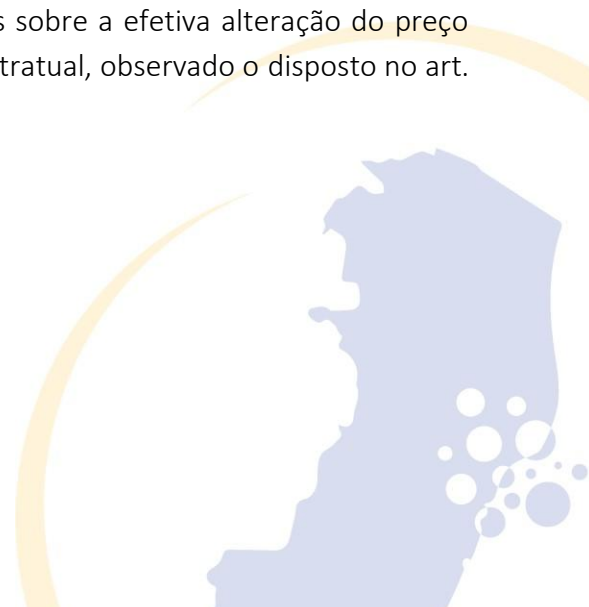 sobre a efetiva alteração do preço
tratual, observado o disposto no art.